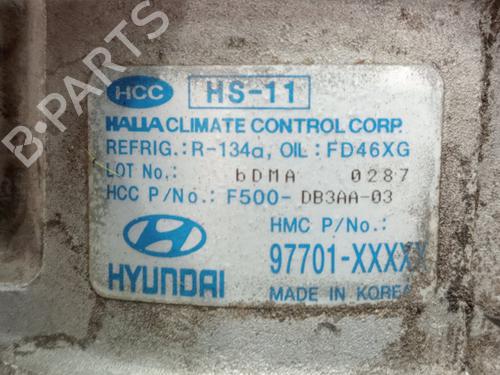 B-PARTS
HCC HS-11
HALLA CLIMATE CONTROL CORP.
REFRIG.: R-134a, OIL: FD46XG
LOT No.: 6DMA 0287
HCC P/No.: F500-DB3AA-03
HMC P/No.:
HYUNDAI 97701-XXXXX
MADE IN KOREA